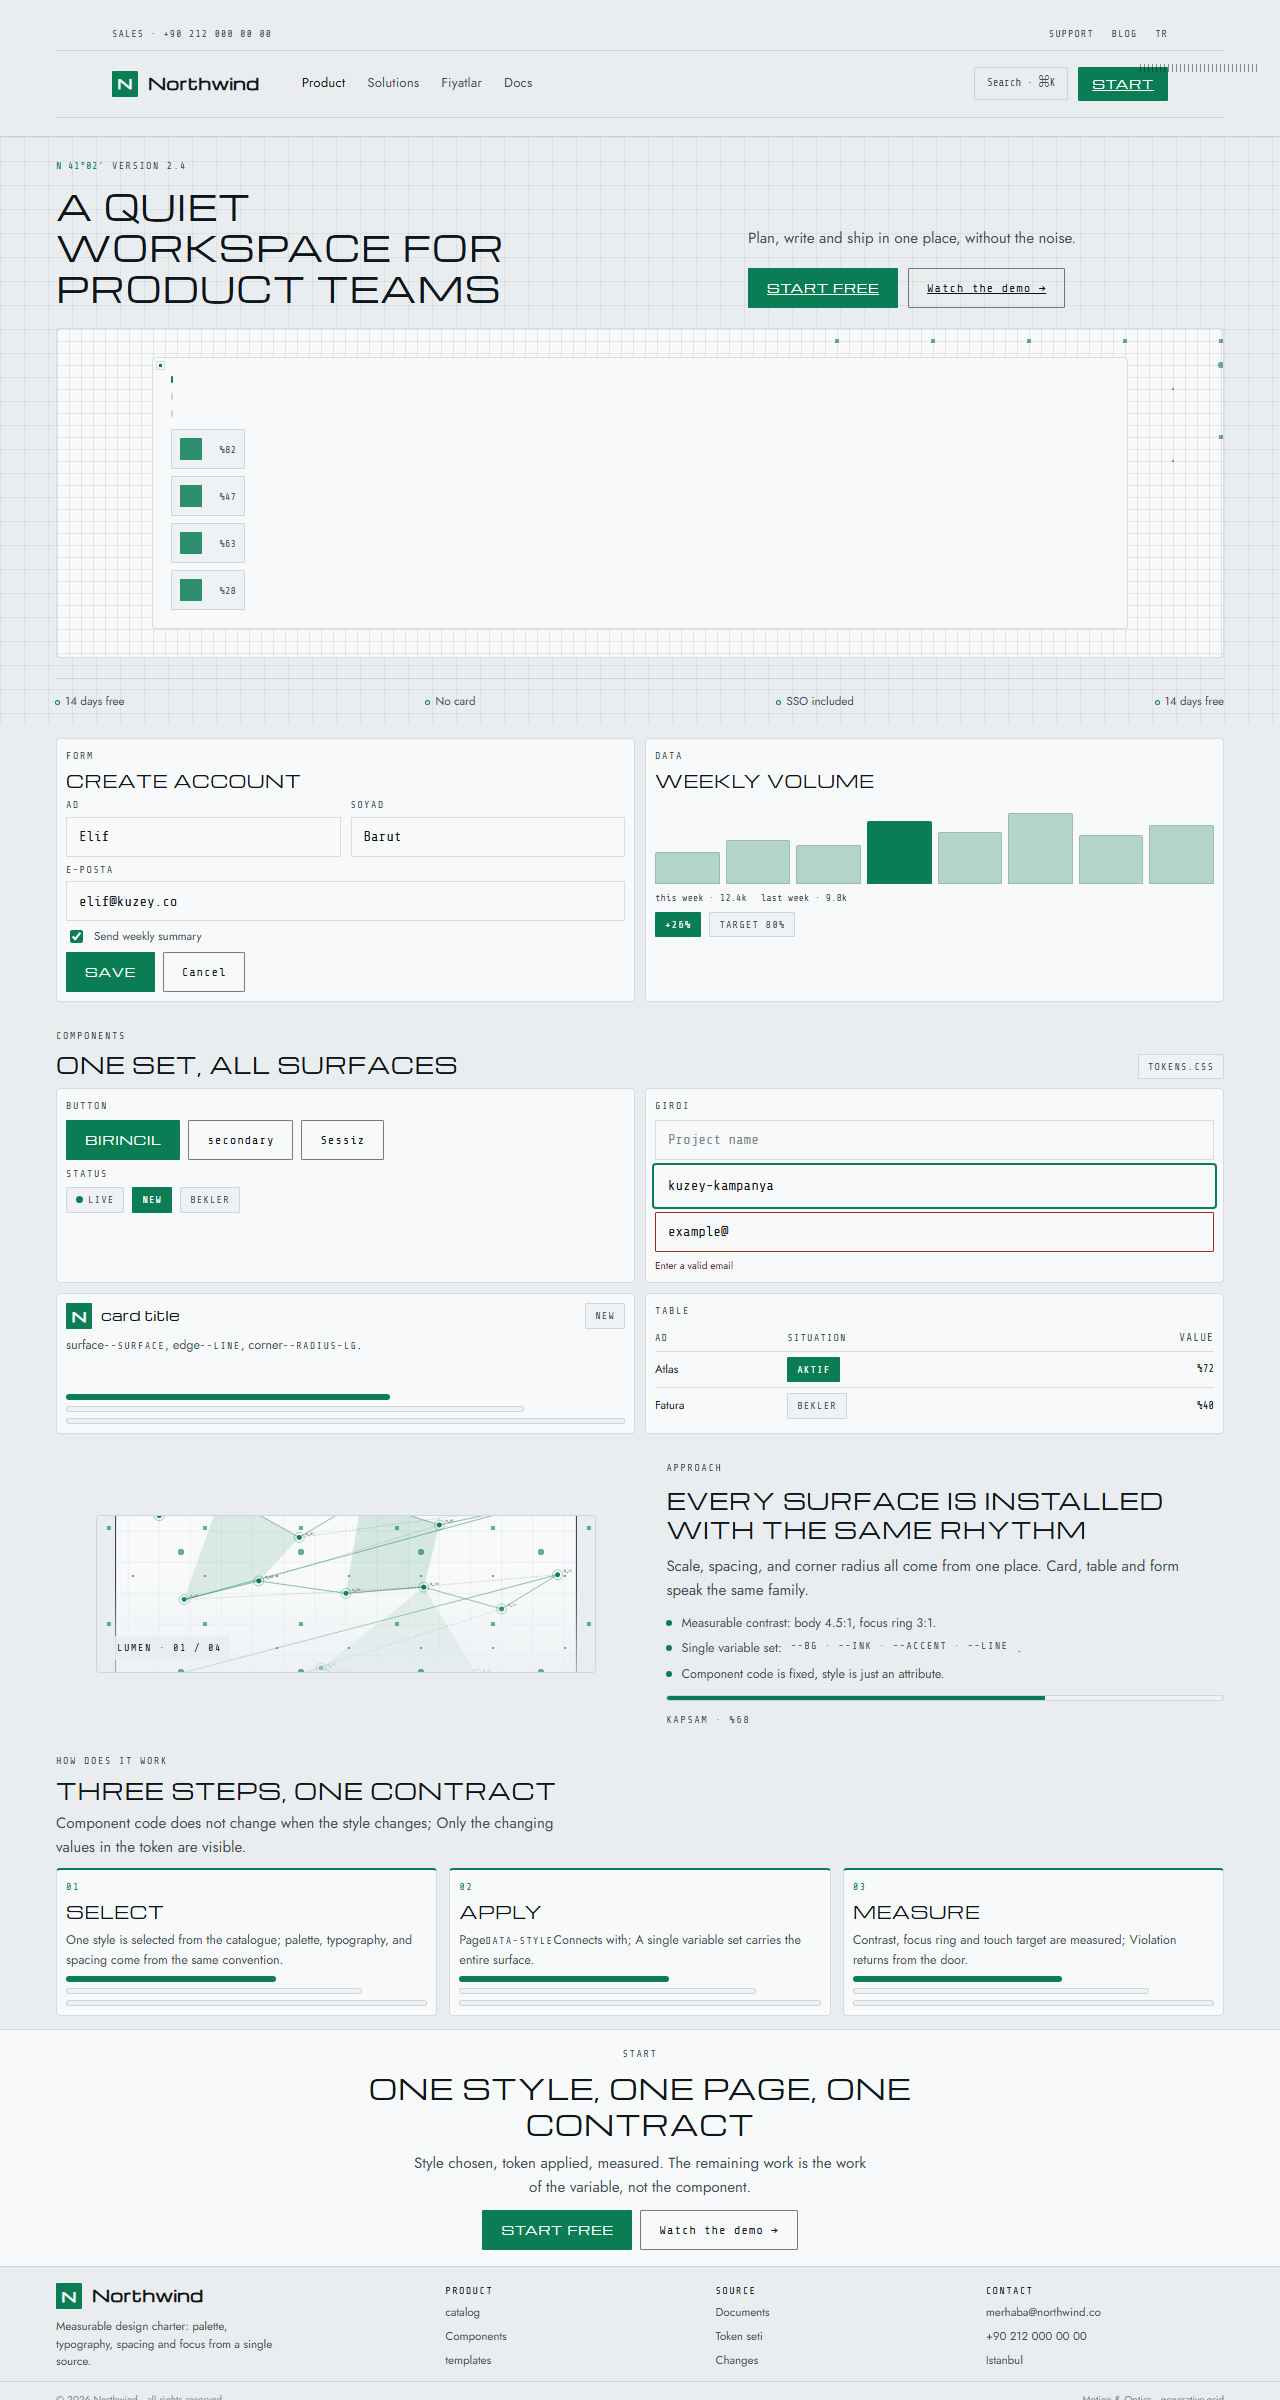 SALES · +90 212 000 00 00
SUPPORT BLOG TR
N Northwind Product Solutions Fiyatlar Docs Search · ⌘K START
N 41°02' VERSION 2.4
A QUIET
WORKSPACE FOR
PRODUCT TEAMS
Plan, write and ship in one place, without the noise.
START FREE Watch the demo →
%82
%47
%63
%28
14 days free No card SSO included 14 days free
FORM
CREATE ACCOUNT
AD SOYAD
Elif Barut
E-POSTA
elif@kuzey.co
Send weekly summary
SAVE Cancel
DATA
WEEKLY VOLUME
this week · 12.4k last week · 9.8k
+26% TARGET 80%
COMPONENTS
ONE SET, ALL SURFACES
TOKENS.CSS
BUTTON
BIRINCIL secondary Sessiz
STATUS
LIVE NEW BEKLER
GIRDI
Project name
kuzey-kampanya
example@
Enter a valid email
N card title NEW
surface--SURFACE, edge--LINE, corner--RADIUS-LG.
TABLE
AD SITUATION VALUE
Atlas AKTIF %72
Fatura BEKLER %40
LUMEN · 01 / 04
APPROACH
EVERY SURFACE IS INSTALLED
WITH THE SAME RHYTHM
Scale, spacing, and corner radius all come from one place. Card, table and form
speak the same family.
Measurable contrast: body 4.5:1, focus ring 3:1.
Single variable set: --BG · --INK · --ACCENT · --LINE .
Component code is fixed, style is just an attribute.
KAPSAM · %68
HOW DOES IT WORK
THREE STEPS, ONE CONTRACT
Component code does not change when the style changes; Only the changing
values in the token are visible.
01
SELECT
One style is selected from the catalogue; palette, typography, and
spacing come from the same convention.
02
APPLY
PageDATA-STYLEConnects with; A single variable set carries the
entire surface.
03
MEASURE
Contrast, focus ring and touch target are measured; Violation
returns from the door.
START
ONE STYLE, ONE PAGE, ONE
CONTRACT
Style chosen, token applied, measured. The remaining work is the work
of the variable, not the component.
START FREE Watch the demo →
N Northwind
Measurable design charter: palette,
typography, spacing and focus from a single
source.
PRODUCT
catalog
Components
templates
SOURCE
Documents
Token seti
Changes
CONTACT
merhaba@northwind.co
+90 212 000 00 00
Istanbul
© 2026 Northwind · all rights reserved
Motion & Optics · generative-grid